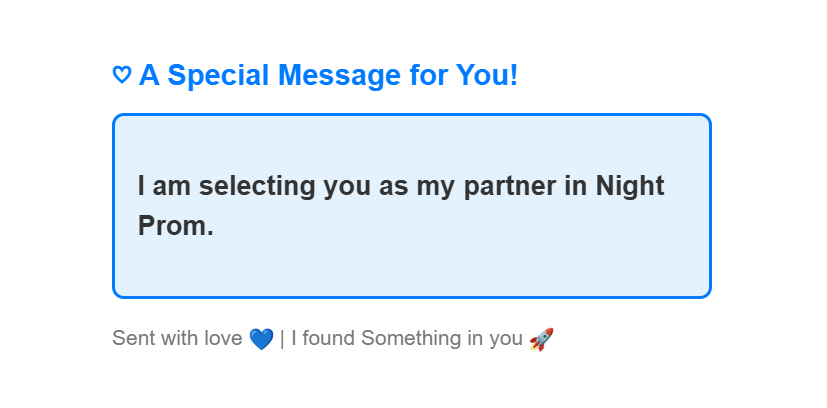 ♡ A Special Message for You!
I am selecting you as my partner in Night
Prom.
Sent with love 💙 | I found Something in you 🚀